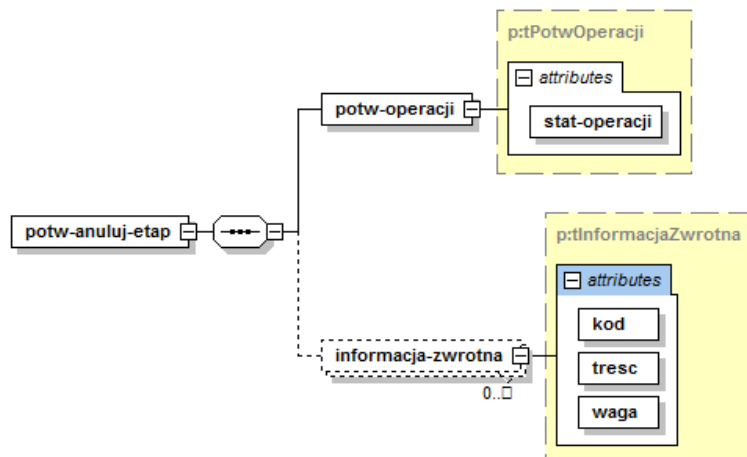 p:tPotwOperacji
attributes
potw-operacji
stat-operacji
potw-anuluj-etap
p:tInformacjaZwrotna
attributes
kod
informacja-zwrotna
tresc
0..□
waga